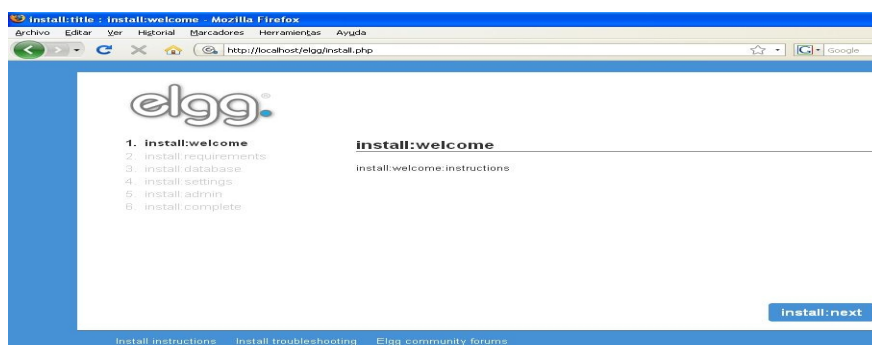 install:title : install:welcome - Mozilla Firefox
Archivo Editar Ver Historial Marcadores Herramientas Ayuda
http://localhost/elgg/install.php
Google
elgg.
1. install:welcome
2. install:requirements
3. install:database
4. install:settings
5. install:admin
6. install:complete
install:welcome
install:welcome:instructions
install:next
Install instructions Install troubleshooting Elgg community forums